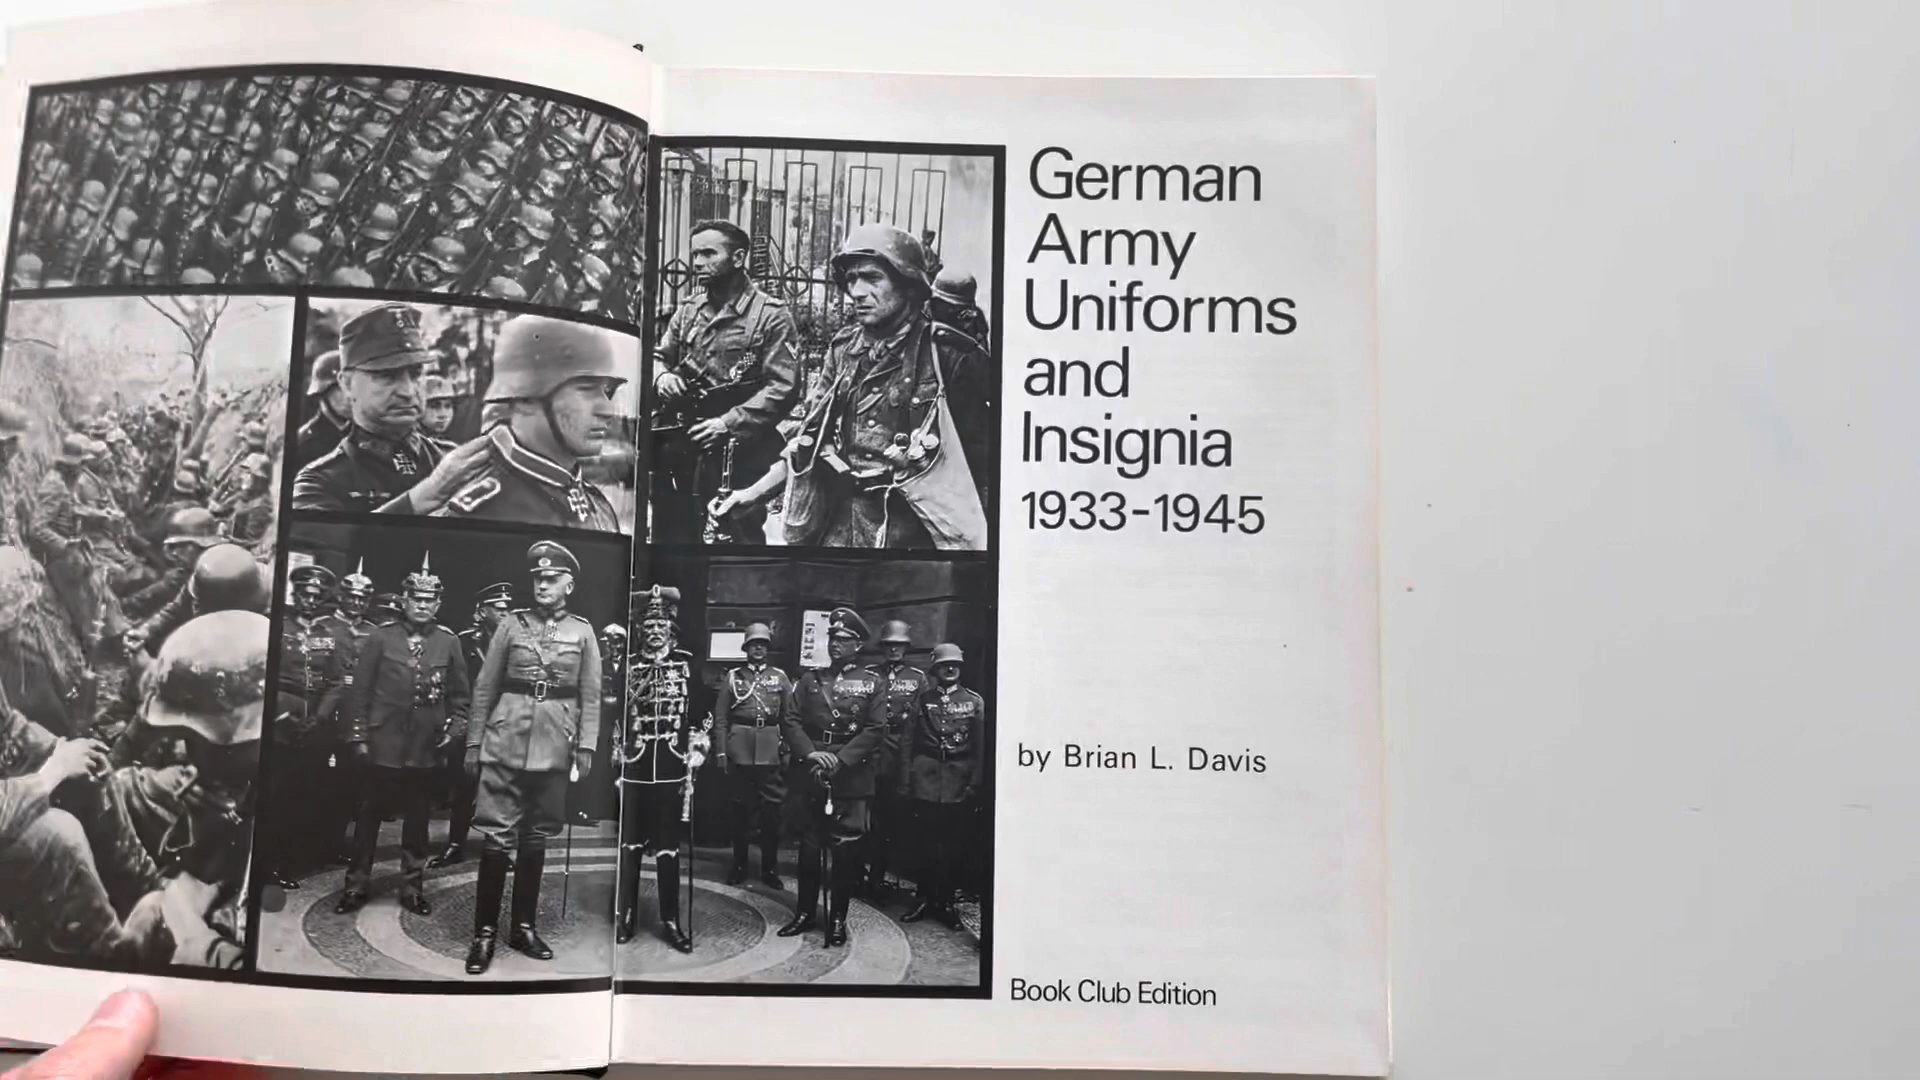 German
Army
Uniforms
and
Insignia
1933-1945
by Brian L. Davis
Book Club Edition